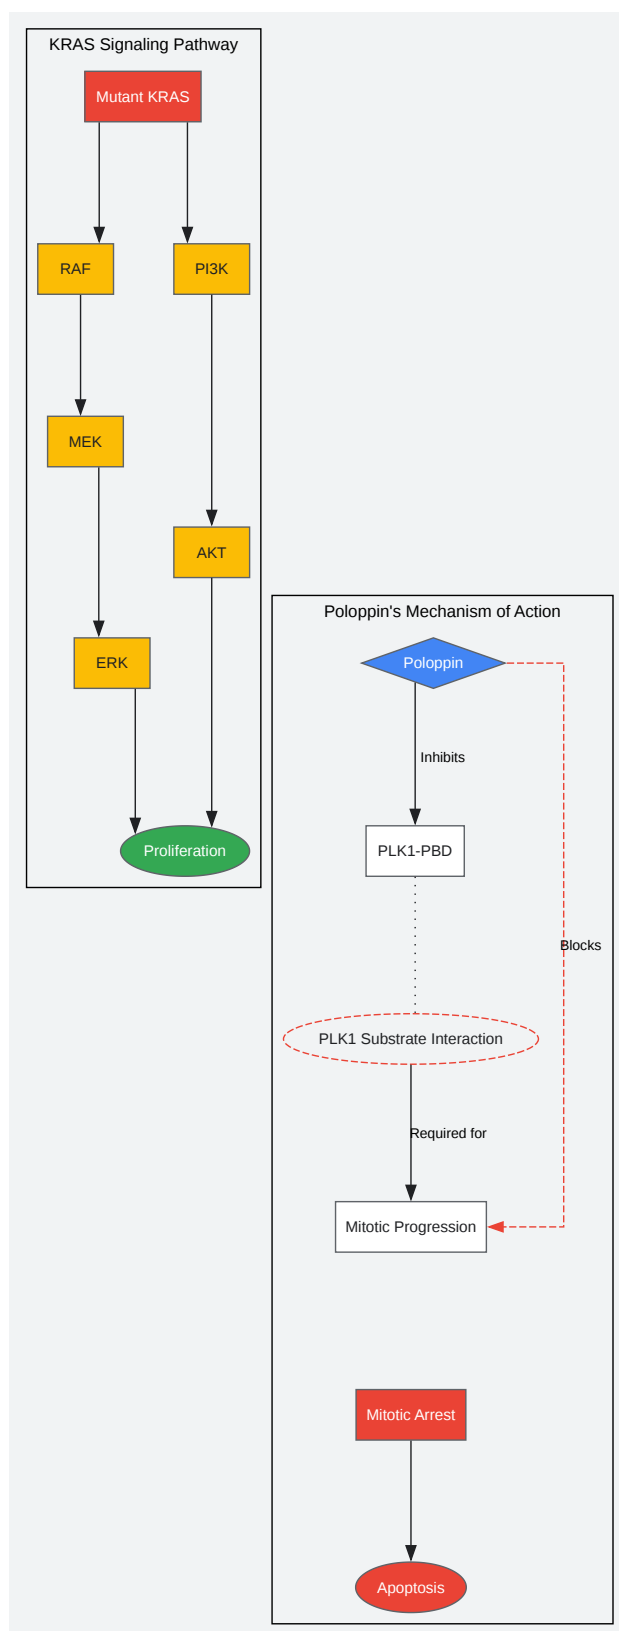 KRAS Signaling Pathway
Mutant KRAS
RAF
PI3K
MEK
AKT
ERK
Proliferation
Poloppin's Mechanism of Action
Poloppin
Inhibits
PLK1-PBD
Blocks
PLK1 Substrate Interaction
Required for
Mitotic Progression
Mitotic Arrest
Apoptosis